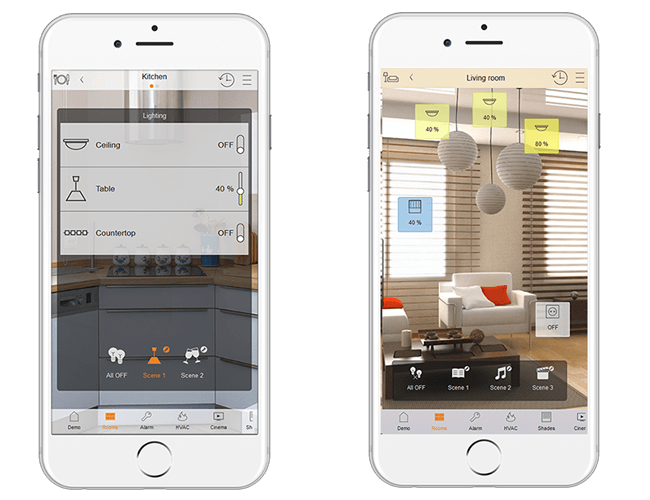 Kitchen
Lighting
Ceiling OFF
Table 40 %
Countertop OFF
All OFF Scene 1 Scene 2
Demo Rooms Alarm HVAC Cinema Sh...
Living room
40 %
40 %
80 %
40 %
OFF
All OFF Scene 1 Scene 2 Scene 3
Demo Rooms Alarm HVAC Shades Ciner